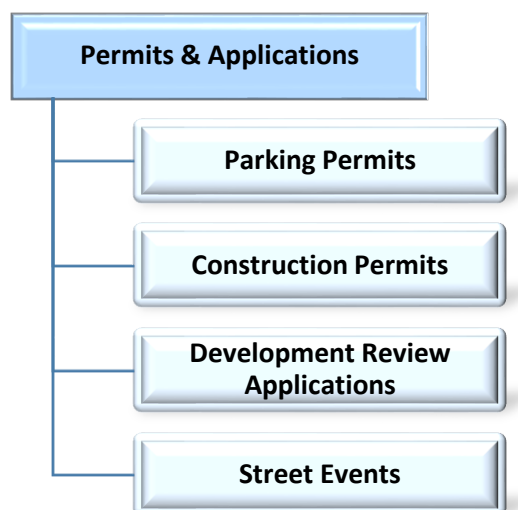 Permits & Applications
Parking Permits
Construction Permits
Development Review
Applications
Street Events